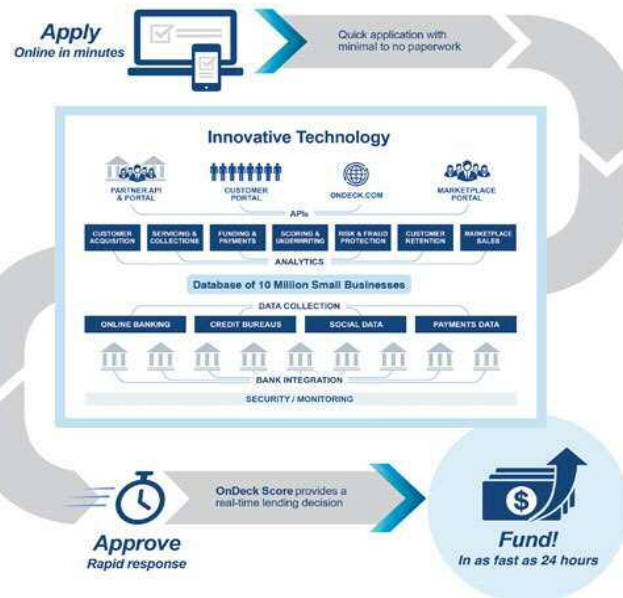 Apply
Online in minutes
Quick application with
minimal to no paperwork
Innovative Technology
PARTNER API
& PORTAL
CUSTOMER
PORTAL
ONDECK.COM
MARKETPLACE
PORTAL
APIs
CUSTOMER
ACQUISITION
SERVICING &
COLLECTIONS
FUNDING &
PAYMENTS
SCORING &
UNDERWRITING
RISK & FRAUD
PROTECTION
CUSTOMER
RETENTION
MARKETPLACE
SALES
ANALYTICS
Database of 10 Million Small Businesses
DATA COLLECTION
ONLINE BANKING
CREDIT BUREAUS
SOCIAL DATA
PAYMENTS DATA
BANK INTEGRATION
SECURITY / MONITORING
OnDeck Score provides a
real-time lending decision
Approve
Rapid response
$
Fund!
In as fast as 24 hours